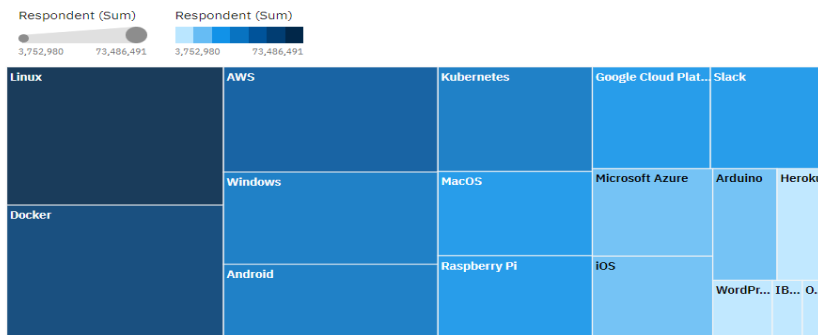 Respondent (Sum)
3,752,980 73,486,491
Respondent (Sum)
3,752,980 73,486,491
Linux
AWS
Kubernetes
Google Cloud Plat...
Slack
Windows
MacOS
Microsoft Azure
Arduino
Heroku
Docker
Android
Raspberry Pi
iOS
WordPr...
IB...
O..